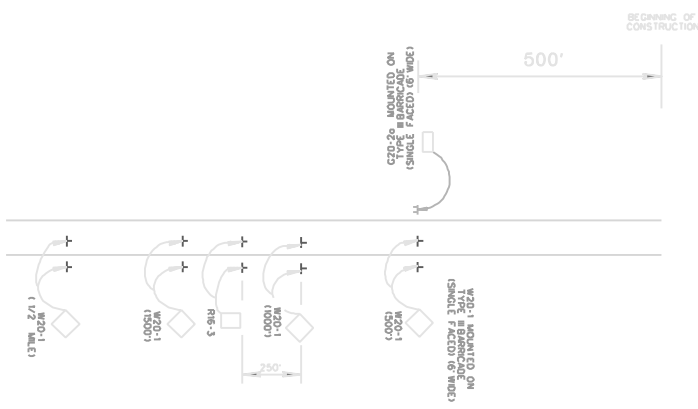 BEGINNING OF
CONSTRUCTION
500'
G20-2a MOUNTED ON
TYPE III BARRICADE
(SINGLE FACED) (6' WIDE)
W20-1
( 1/2 MILE)
W20-1
(1500')
R16-3
W20-1
(1000')
W20-1
(500')
W20-1 MOUNTED ON
TYPE III BARRICADE
(SINGLE FACED) (6' WIDE)
250'